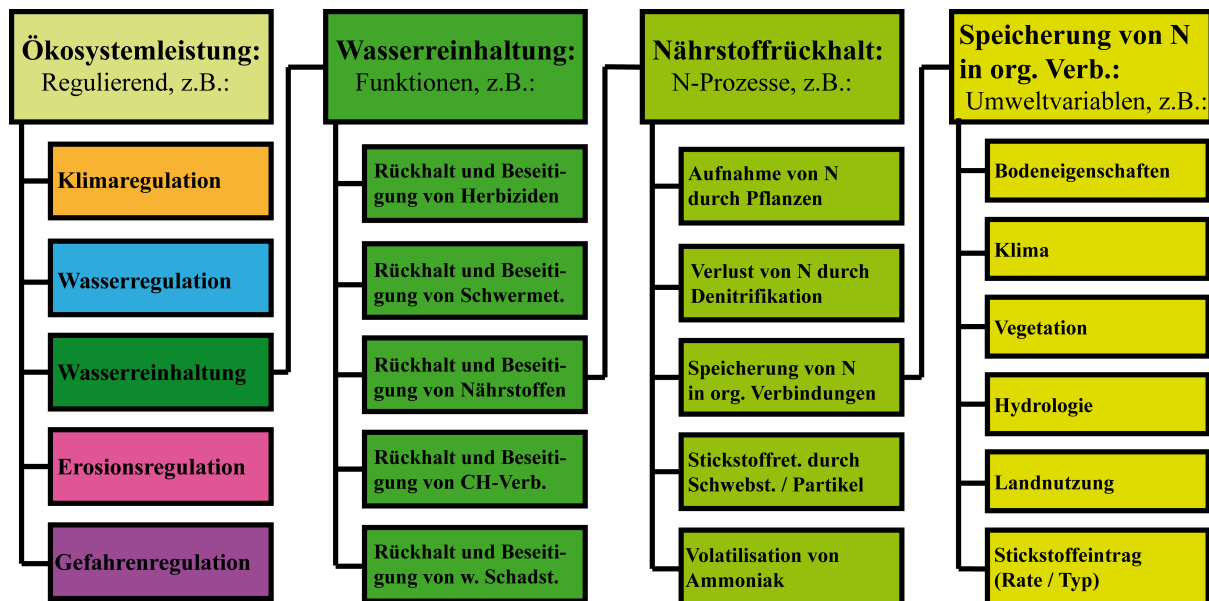 Ökosystemleistung:
Regulierend, z.B.:
Klimaregulation
Wasserregulation
Wasserreinhaltung
Erosionsregulation
Gefahrenregulation
Wasserreinhaltung:
Funktionen, z.B.:
Rückhalt und Beseiti-
gung von Herbiziden
Rückhalt und Beseiti-
gung von Schwermet.
Rückhalt und Beseiti-
gung von Nährstoffen
Rückhalt und Beseiti-
gung von CH-Verb.
Rückhalt und Beseiti-
gung von w. Schadst.
Nährstoffrückhalt:
N-Prozesse, z.B.:
Aufnahme von N
durch Pflanzen
Verlust von N durch
Denitrifikation
Speicherung von N
in org. Verbindungen
Stickstoffret. durch
Schwebst. / Partikel
Volatilisation von
Ammoniak
Speicherung von N
in org. Verb.:
Umweltvariablen, z.B.:
Bodeneigenschaften
Klima
Vegetation
Hydrologie
Landnutzung
Stickstoffeintrag
(Rate / Typ)